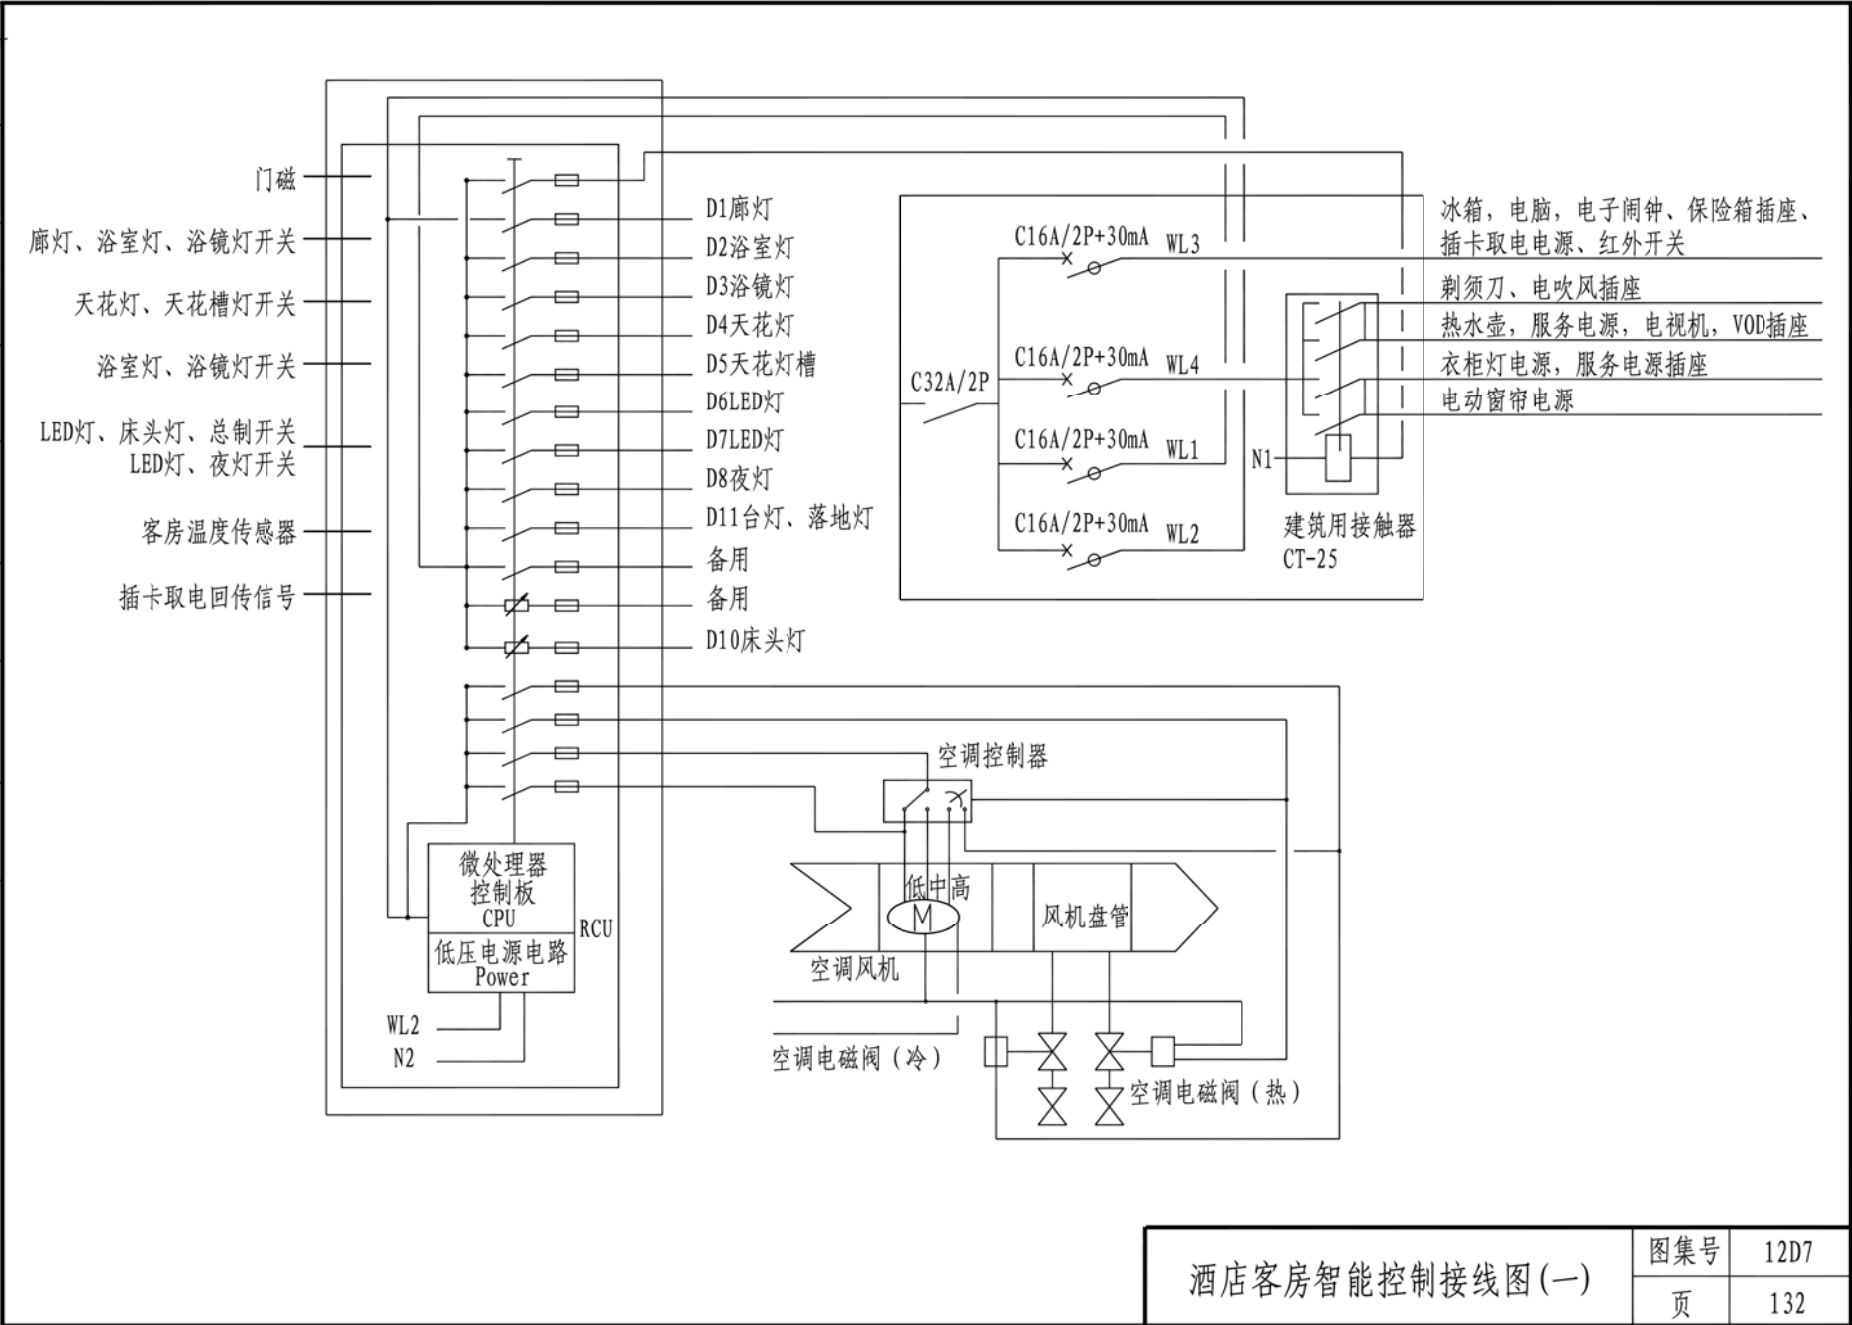 门磁
廊灯、浴室灯、浴镜灯开关
天花灯、天花槽灯开关
浴室灯、浴镜灯开关
LED灯、床头灯、总制开关
LED灯、夜灯开关
客房温度传感器
插卡取电回传信号
D1廊灯
D2浴室灯
D3浴镜灯
D4天花灯
D5天花灯槽
D6LED灯
D7LED灯
D8夜灯
D11台灯、落地灯
备用
备用
D10床头灯
微处理器
控制板
CPU
低压电源电路
Power
RCU
WL2
N2
C32A/2P
C16A/2P+30mA WL3
C16A/2P+30mA WL4
C16A/2P+30mA WL1
C16A/2P+30mA WL2
N1
建筑用接触器
CT-25
冰箱，电脑，电子闹钟、保险箱插座、
插卡取电电源、红外开关
剃须刀、电吹风插座
热水壶，服务电源，电视机，VOD插座
衣柜灯电源，服务电源插座
电动窗帘电源
空调控制器
低中高
M
风机盘管
空调风机
空调电磁阀（冷）
空调电磁阀（热）
酒店客房智能控制接线图(一)
图集号 12D7
页 132